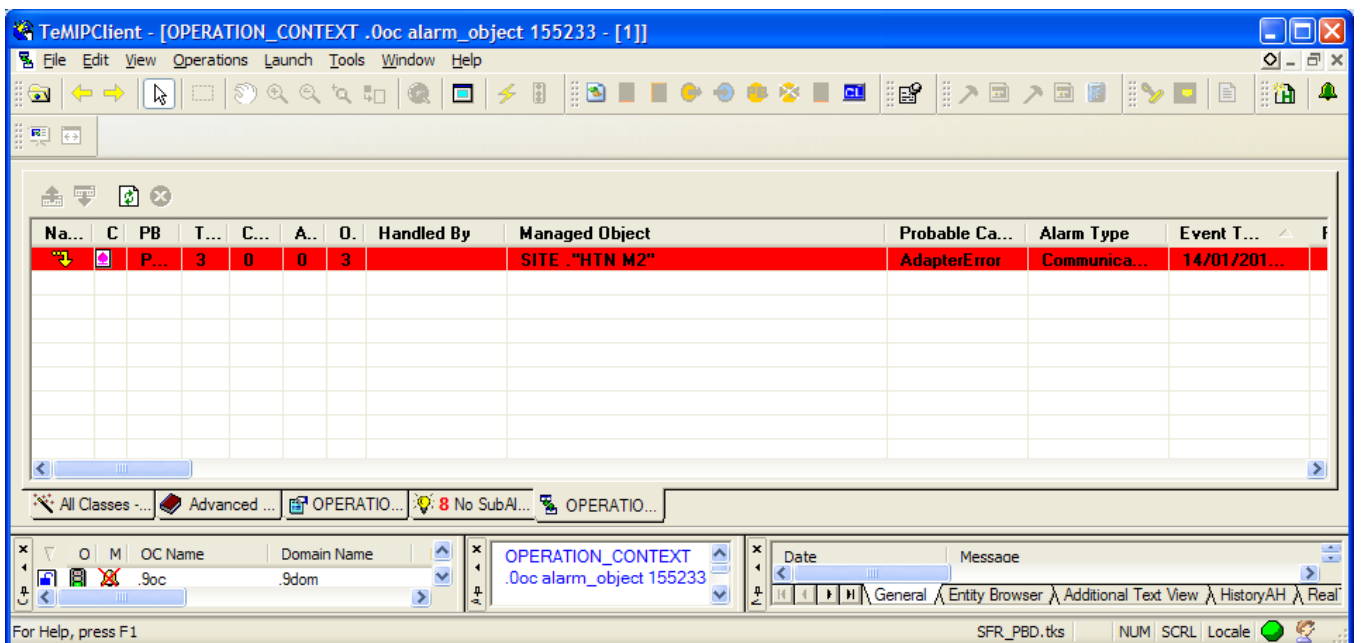 TeMIPClient - [OPERATION_CONTEXT .0oc alarm_object 155233 - [1]]
File Edit View Operations Launch Tools Window Help
CL
Na... C PB T... C... A.. O. Handled By Managed Object Probable Ca... Alarm Type Event T...
P... 3 0 0 3 SITE ."HTN M2" AdapterError Communica... 14/01/201...
All Classes -... Advanced ... OPERATIO... 8 No SubAl... OPERATIO...
O M OC Name Domain Name
.9oc .9dom
OPERATION_CONTEXT
.0oc alarm_object 155233
Date Message
General Entity Browser Additional Text View HistoryAH Real
For Help, press F1 SFR_PBD.tks NUM SCRL Locale